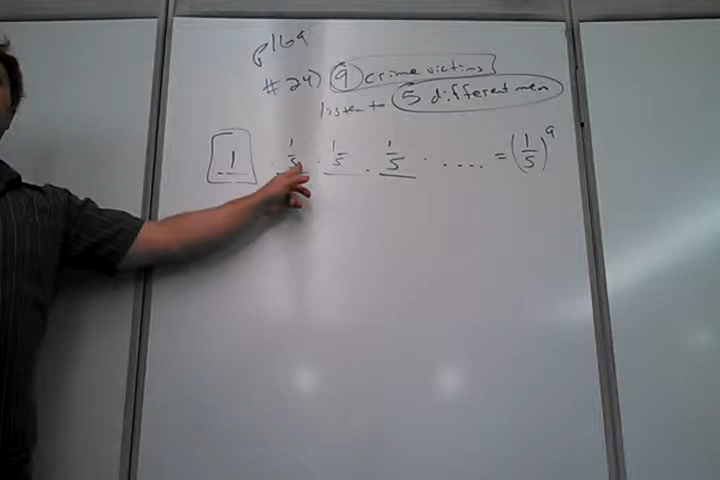 p169
#24) 9 crime victims
listen to 5 different men
1 · 1/5 · 1/5 · 1/5 · .... = (1/5)^9